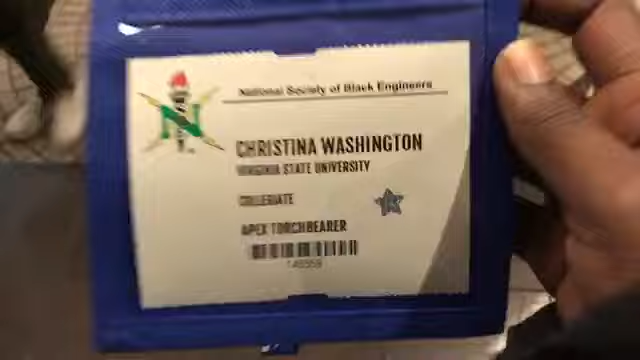 National Society of Black Engineers
N
CHRISTINA WASHINGTON
VIRGINIA STATE UNIVERSITY
COLLEGIATE
APEX TORCHBEARER